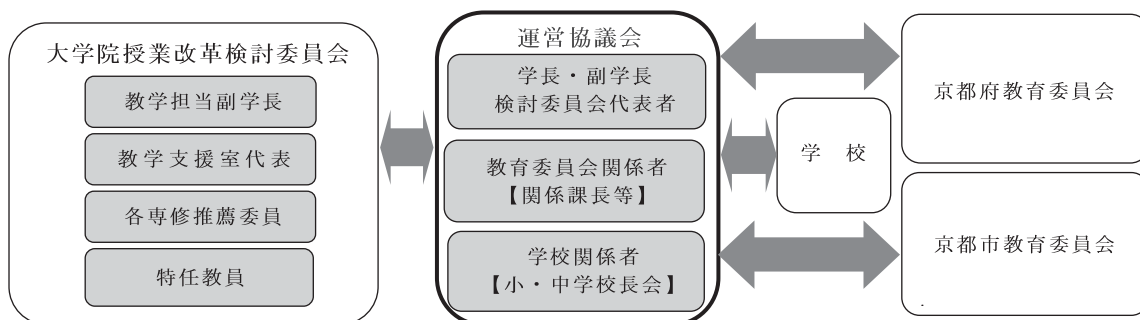 大学院授業改革検討委員会
教学担当副学長
教学支援室代表
各専修推薦委員
特任教員
運営協議会
学長・副学長
検討委員会代表者
教育委員会関係者
【関係課長等】
学校関係者
【小・中学校長会】
学　校
京都府教育委員会
京都市教育委員会